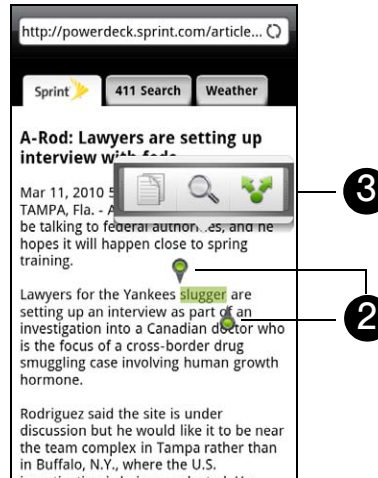 http://powerdeck.sprint.com/article...
Sprint 411 Search Weather
A-Rod: Lawyers are setting up
interview with
3
Mar 11, 2010
TAMPA, Fla. - A
be talking to federal and he
hopes it will happen close to spring
training.
Lawyers for the Yankees slugger are
setting up an interview as part of an
investigation into a Canadian doctor who
2
is the focus of a cross-border drug
smuggling case involving human growth
hormone.
Rodriguez said the site is under
discussion but he would like it to be near
the team complex in Tampa rather than
in Buffalo, N.Y., where the U.S.